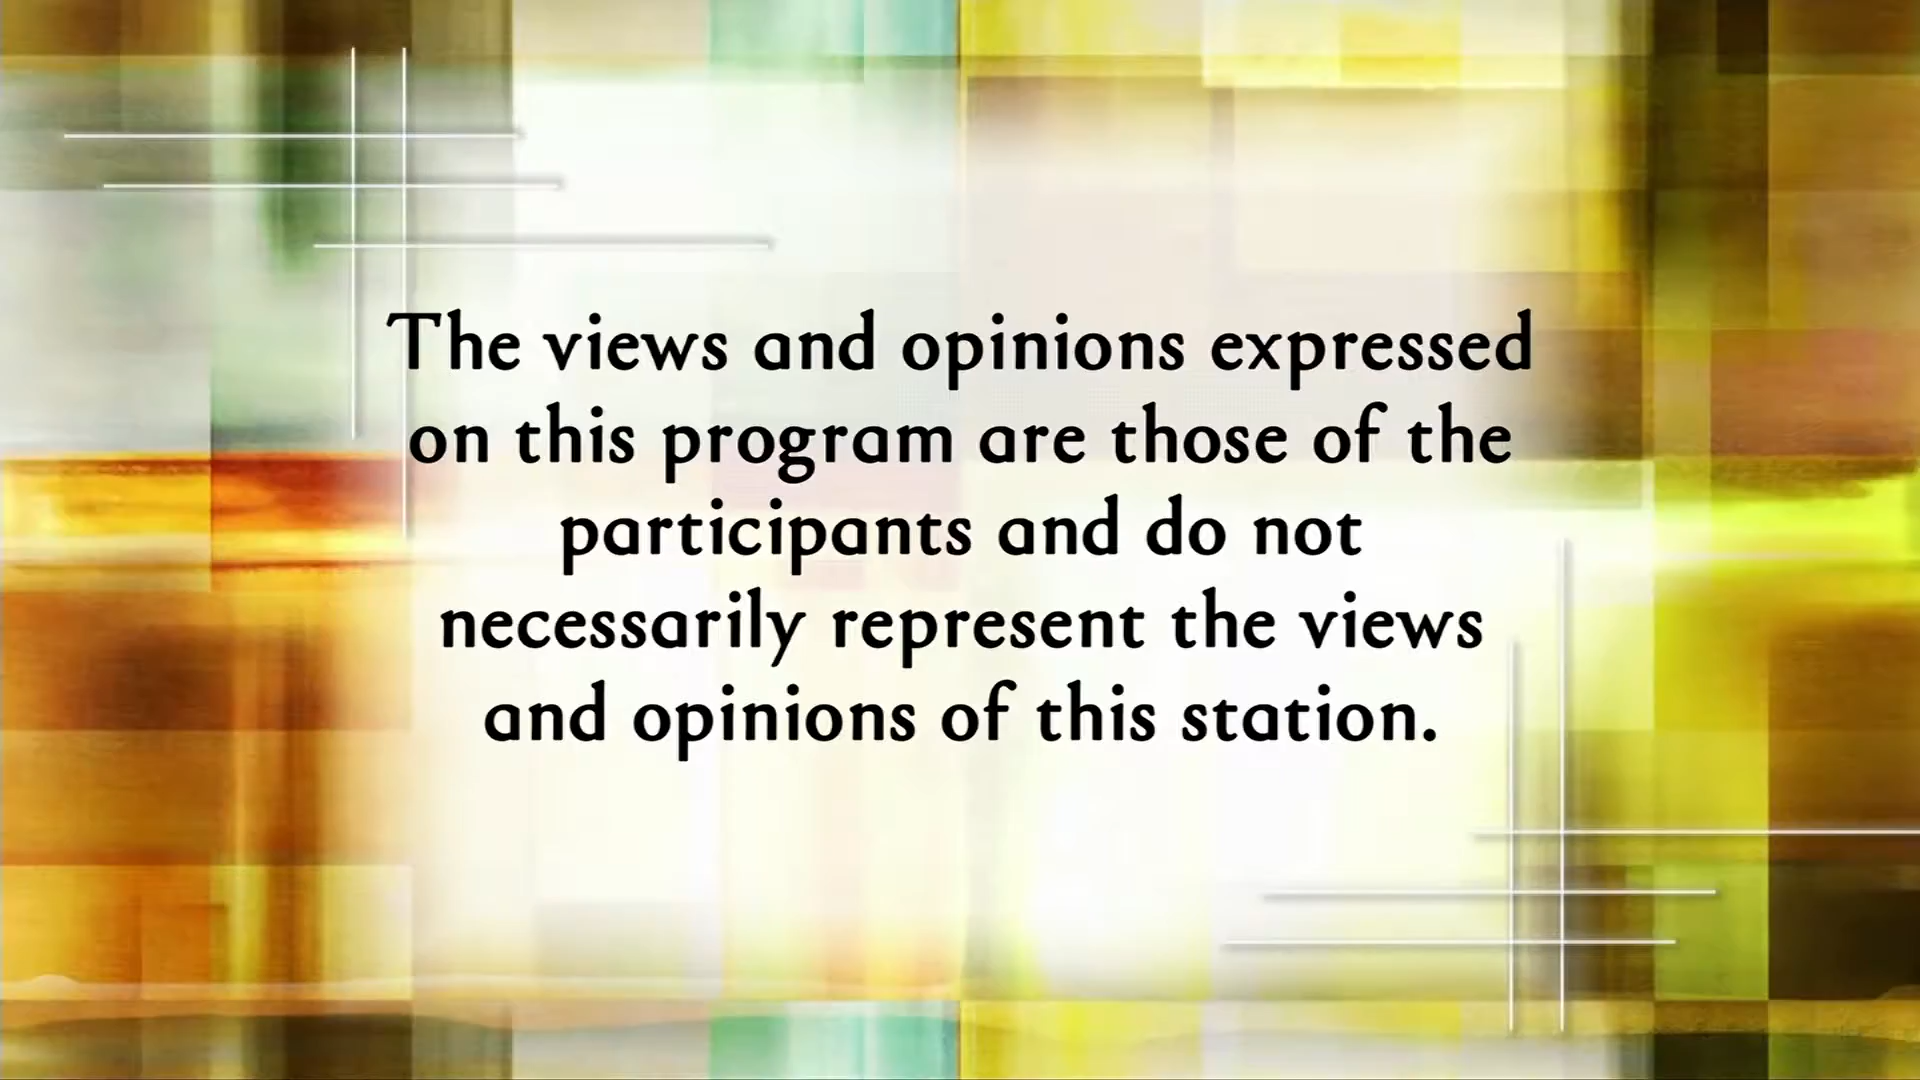 The views and opinions expressed
on this program are those of the
participants and do not
necessarily represent the views
and opinions of this station.